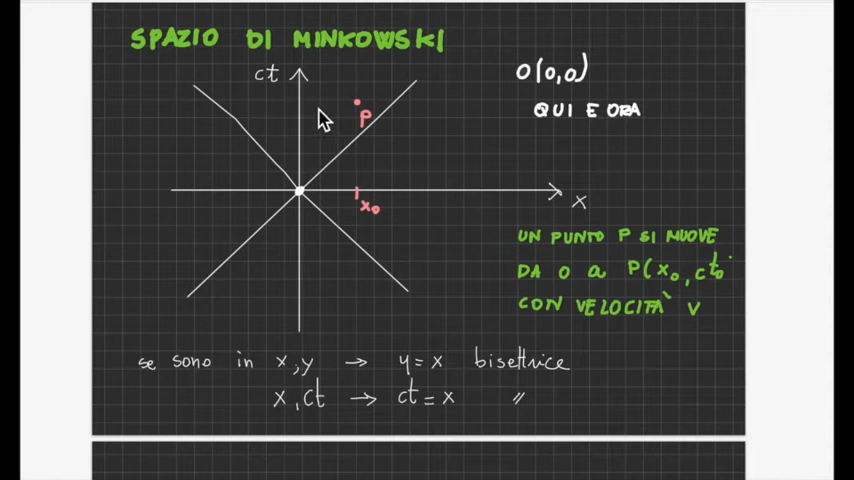 SPAZIO DI MINKOWSKI
ct
O(0,0)
QUI E ORA
P
x
x₀
UN PUNTO P SI MUOVE
DA O A P(x₀, ct₀
CON VELOCITÀ V
se sono in x,y → y=x bisettrice
x,ct → ct=x //